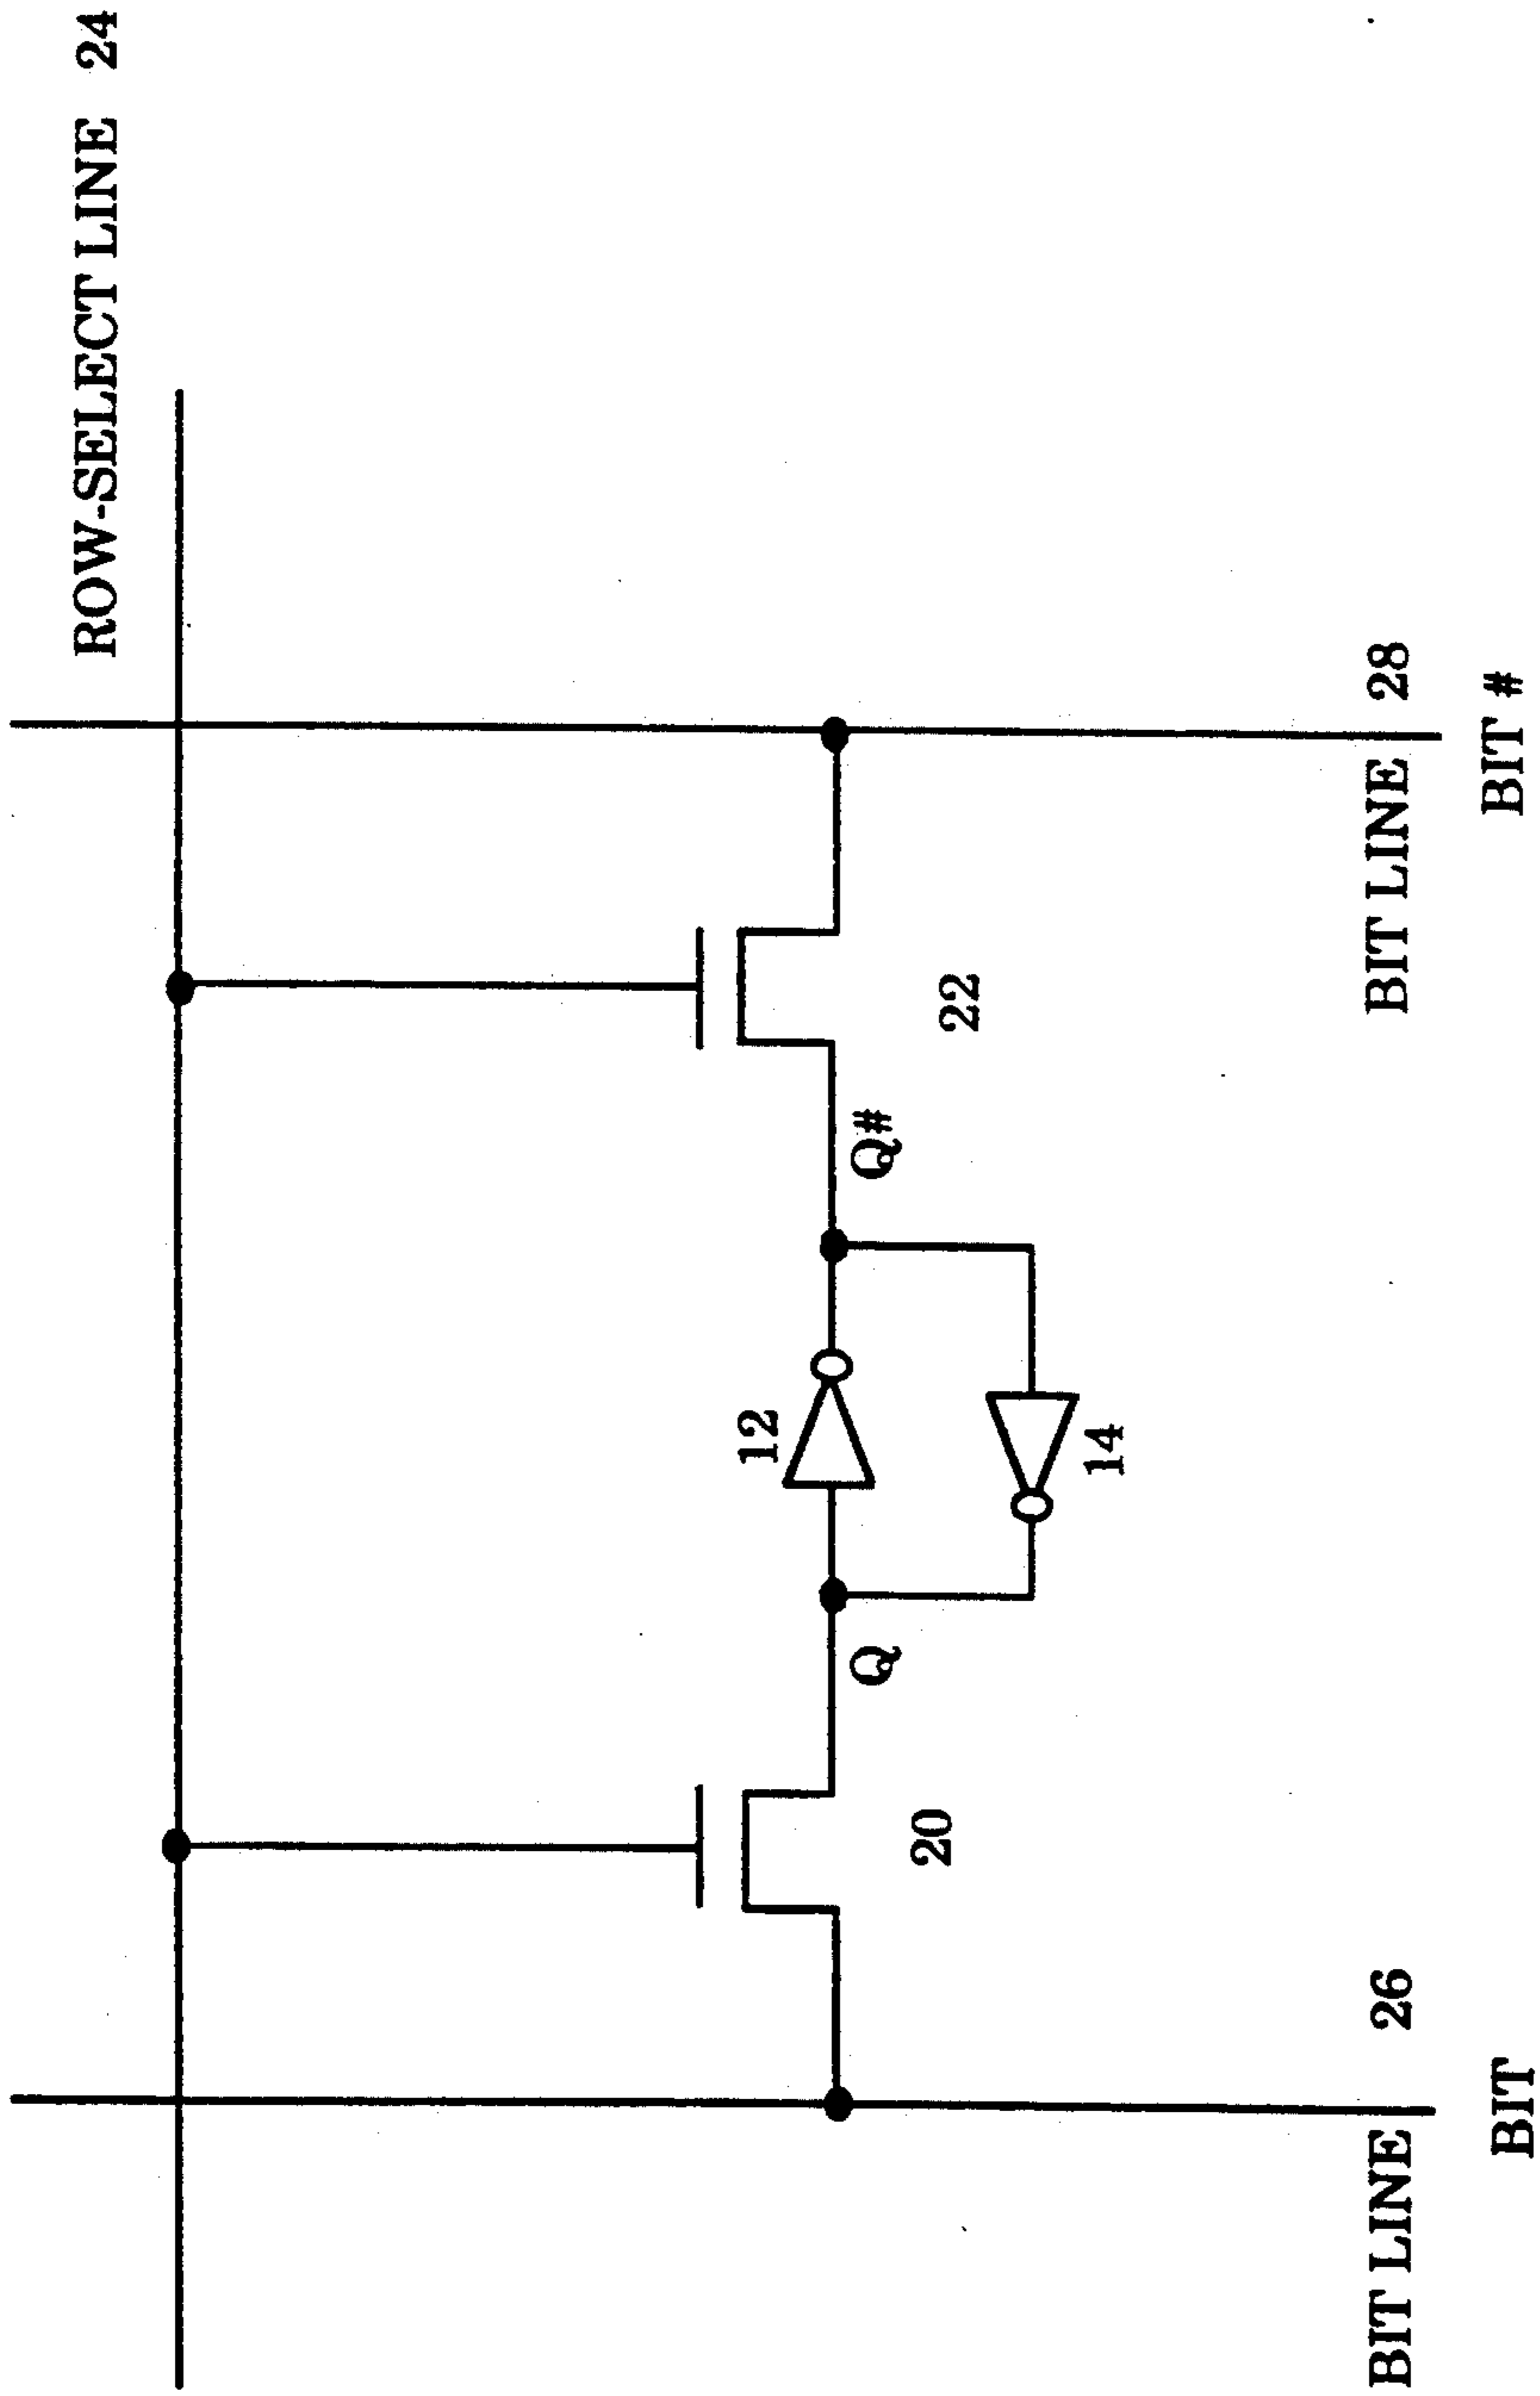 ROW-SELECT LINE 24
12
Q
Q#
14
20
22
BIT LINE 26
BIT LINE 28
BIT
BIT #